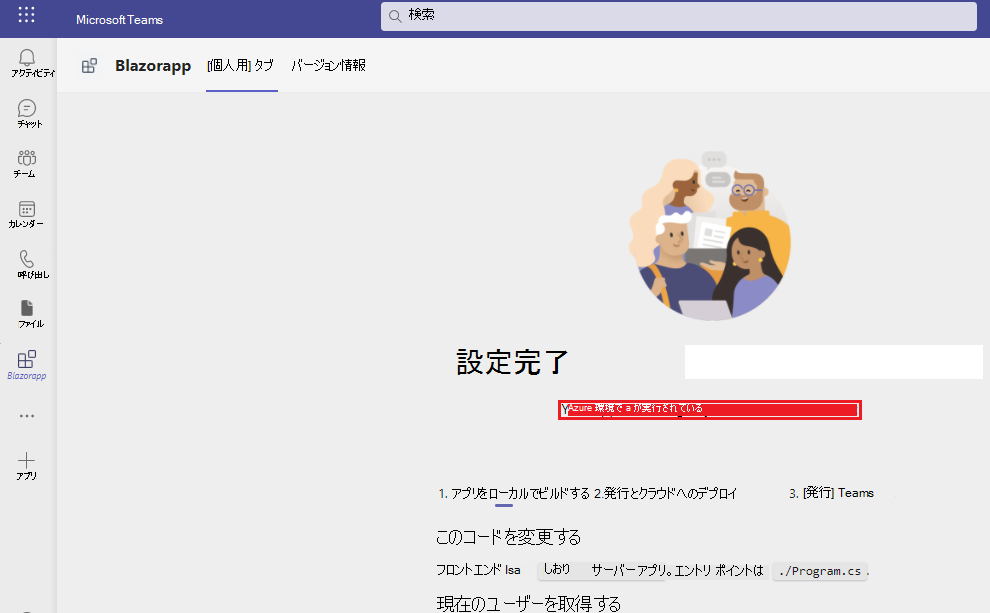 Microsoft Teams
検索
アクティビティ
チャット
チーム
カレンダー
呼び出し
ファイル
Blazorapp
アプリ
Blazorapp [個人用] タブ バージョン情報
設定完了
Azure 環境で a が実行されている
1. アプリをローカルでビルドする 2.発行とクラウドへのデプロイ 3. [発行] Teams
このコードを変更する
フロントエンド Isa しおり サーバー アプリ。エントリ ポイントは ./Program.cs.
現在のユーザーを取得する